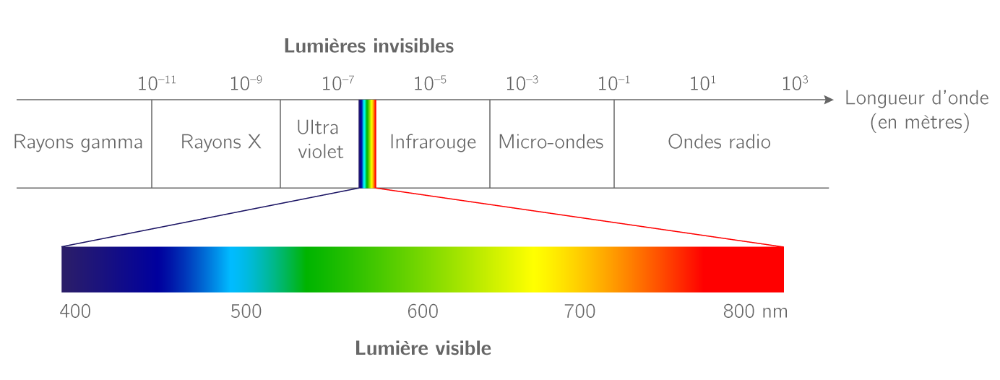 Lumières invisibles
10⁻¹¹ 10⁻⁹ 10⁻⁷ 10⁻⁵ 10⁻³ 10⁻¹ 10¹ 10³
Longueur d'onde
(en mètres)
Rayons gamma Rayons X Ultra violet Infrarouge Micro-ondes Ondes radio
400 500 600 700 800 nm
Lumière visible